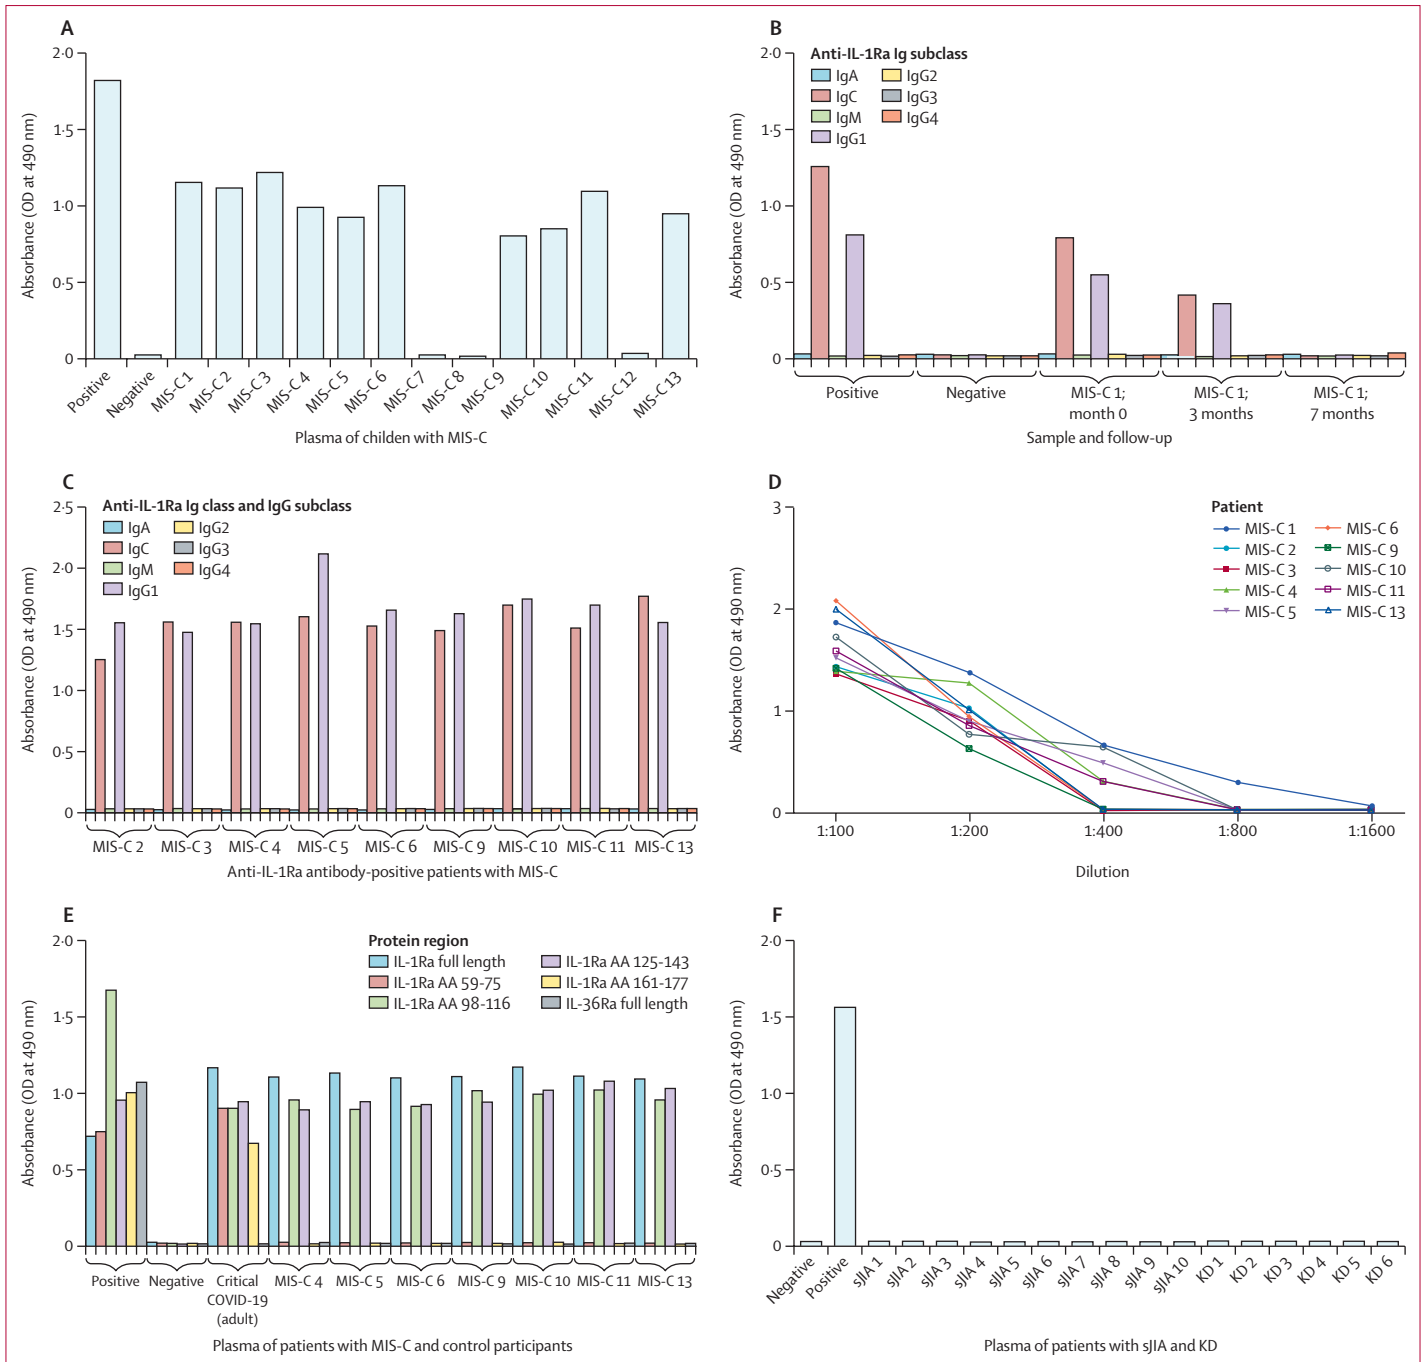 A
Absorbance (OD at 490 nm)
2·0
1·5
1·0
0·5
0
Positive
Negative
MIS-C 1
MIS-C 2
MIS-C 3
MIS-C 4
MIS-C 5
MIS-C 6
MIS-C 7
MIS-C 8
MIS-C 9
MIS-C 10
MIS-C 11
MIS-C 12
MIS-C 13
Plasma of childen with MIS-C
B
Absorbance (OD at 490 nm)
2·0
1·5
1·0
0·5
0
Anti-IL-1Ra Ig subclass
IgA
IgC
IgM
IgG1
IgG2
IgG3
IgG4
Positive
Negative
MIS-C 1;
month 0
MIS-C 1;
3 months
MIS-C 1;
7 months
Sample and follow-up
C
Absorbance (OD at 490 nm)
2·5
2·0
1·5
1·0
0·5
0
Anti-IL-1Ra Ig class and IgG subclass
IgA
IgC
IgM
IgG1
IgG2
IgG3
IgG4
MIS-C 2
MIS-C 3
MIS-C 4
MIS-C 5
MIS-C 6
MIS-C 9
MIS-C 10
MIS-C 11
MIS-C 13
Anti-IL-1Ra antibody-positive patients with MIS-C
D
Absorbance (OD at 490 nm)
3
2
1
0
Patient
MIS-C 1
MIS-C 2
MIS-C 3
MIS-C 4
MIS-C 5
MIS-C 6
MIS-C 9
MIS-C 10
MIS-C 11
MIS-C 13
1:100
1:200
1:400
1:800
1:1600
Dilution
E
Absorbance (OD at 490 nm)
2·0
1·5
1·0
0·5
0
Protein region
IL-1Ra full length
IL-1Ra AA 59-75
IL-1Ra AA 98-116
IL-1Ra AA 125-143
IL-1Ra AA 161-177
IL-36Ra full length
Positive
Negative
Critical
COVID-19
(adult)
MIS-C 4
MIS-C 5
MIS-C 6
MIS-C 9
MIS-C 10
MIS-C 11
MIS-C 13
Plasma of patients with MIS-C and control participants
F
Absorbance (OD at 490 nm)
2·0
1·5
1·0
0·5
0
Negative
Positive
sJIA 1
sJIA 2
sJIA 3
sJIA 4
sJIA 5
sJIA 6
sJIA 7
sJIA 8
sJIA 9
sJIA 10
KD 1
KD 2
KD 3
KD 4
KD 5
KD 6
Plasma of patients with sJIA and KD